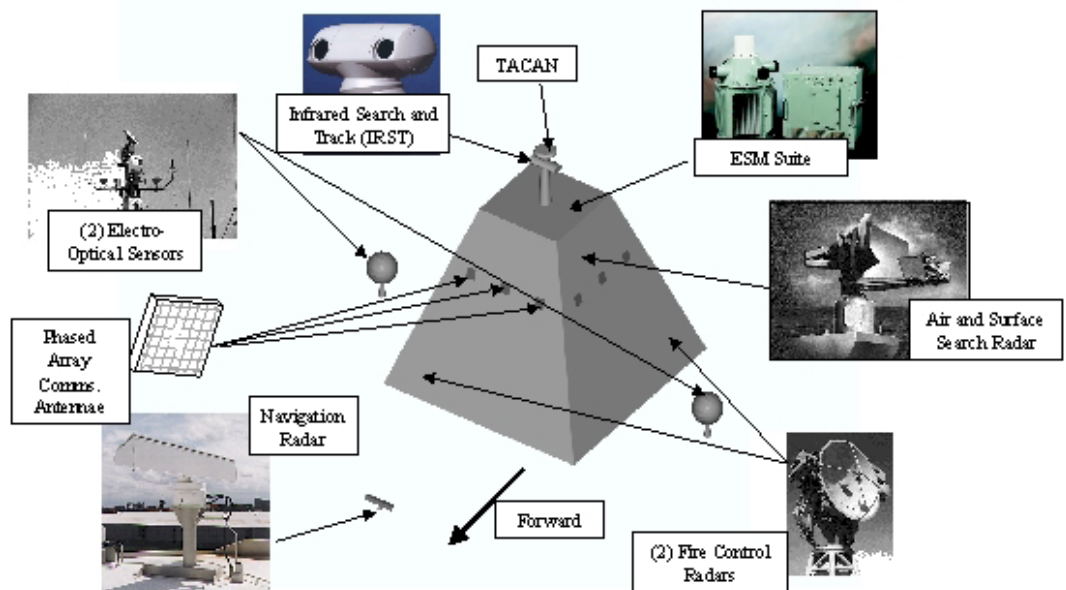 TACAN
Infrared Search and
Track (IRST)
ESM Suite
(2) Electro-
Optical Sensors
Air and Surface
Search Radar
Phased
Array
Comms.
Antennae
Navigation
Radar
Forward
(2) Fire Control
Radars